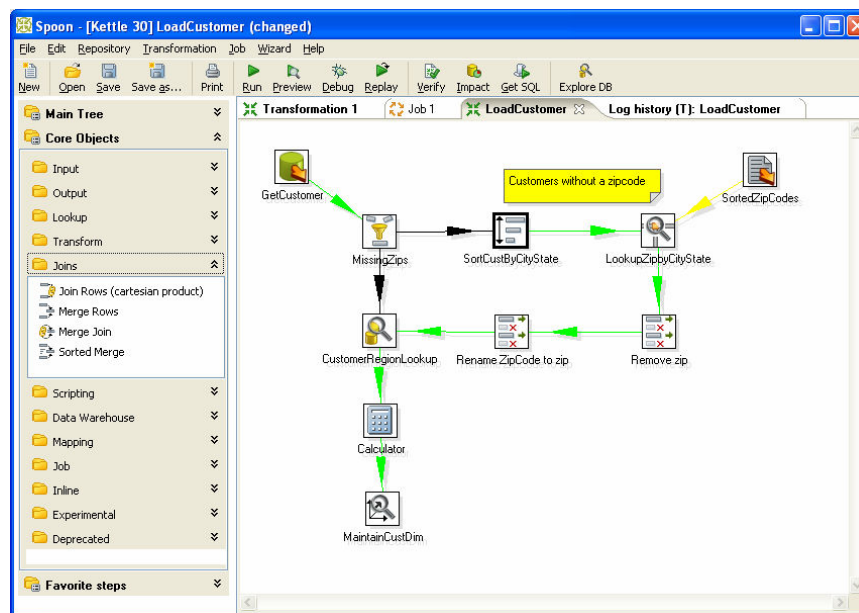 Spoon - [Kettle 30] LoadCustomer (changed)
File Edit Repository Transformation Job Wizard Help
New Open Save Save as... Print Run Preview Debug Replay Verify Impact Get SQL Explore DB
Main Tree
Core Objects
Input
Output
Lookup
Transform
Joins
Join Rows (cartesian product)
Merge Rows
Merge Join
Sorted Merge
Scripting
Data Warehouse
Mapping
Job
Inline
Experimental
Deprecated
Favorite steps
Transformation 1 Job 1 LoadCustomer Log history (T): LoadCustomer
GetCustomer
Customers without a zipcode
SortedZipCodes
MissingZips
SortCustByCityState
LookupZipbyCityState
CustomerRegionLookup
Rename ZipCode to zip
Remove zip
Calculator
MaintainCustDim